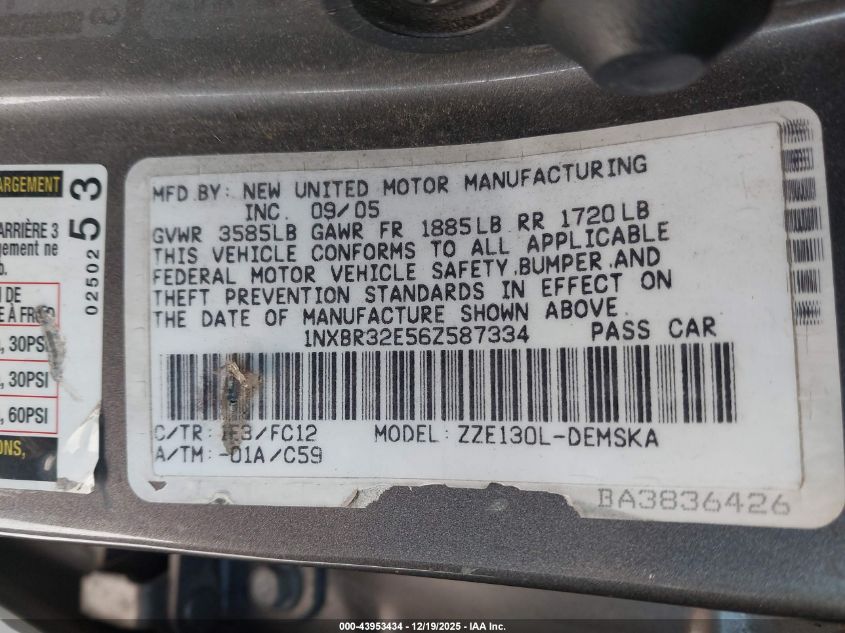 ARGEMENT
ARRIÈRE 3
gement ne
N DE
, 30PSI
, 30PSI
, 60PSI
ONS,
02502 53
MFD.BY: NEW UNITED MOTOR MANUFACTURING
INC. 09/05
GVWR 3585LB GAWR FR 1885LB RR 1720LB
THIS VEHICLE CONFORMS TO ALL APPLICABLE
FEDERAL MOTOR VEHICLE SAFETY,BUMPER,AND
THEFT PREVENTION STANDARDS IN EFFECT ON
THE DATE OF MANUFACTURE SHOWN ABOVE.
1NXBR32E56Z587334 PASS CAR
C/TR: 1F3/FC12 MODEL: ZZE130L-DEMSKA
A/TM: -01A/C59
BA3836426
000-43953434 - 12/19/2025 - IAA Inc.